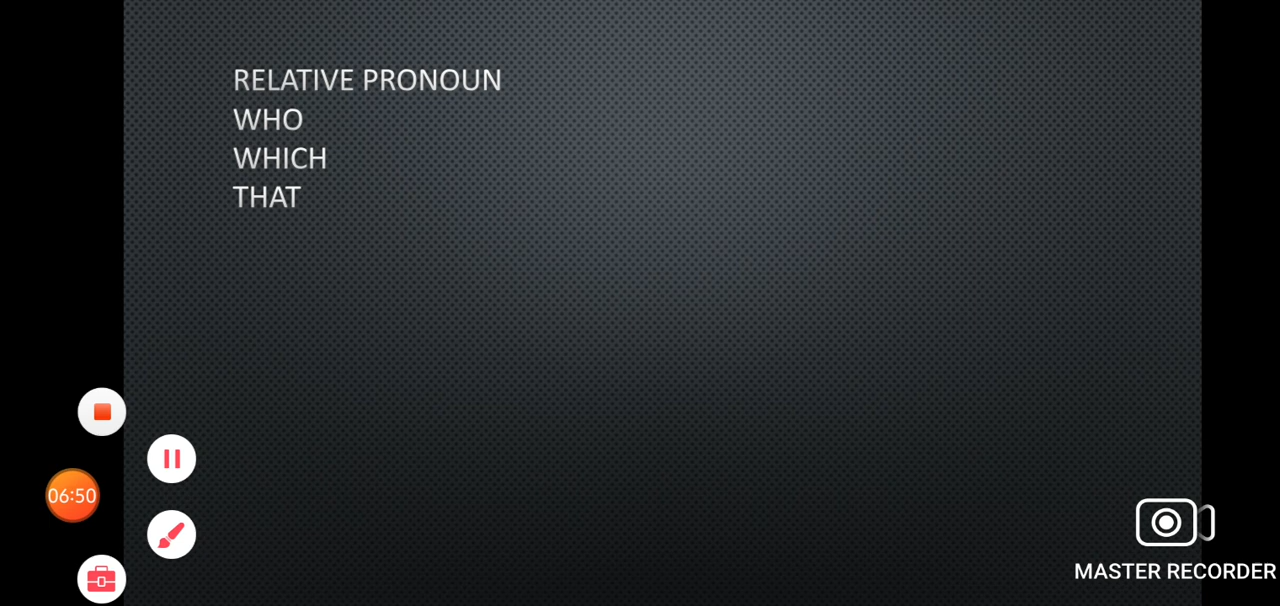 RELATIVE PRONOUN
WHO
WHICH
THAT
06:50
MASTER RECORDER